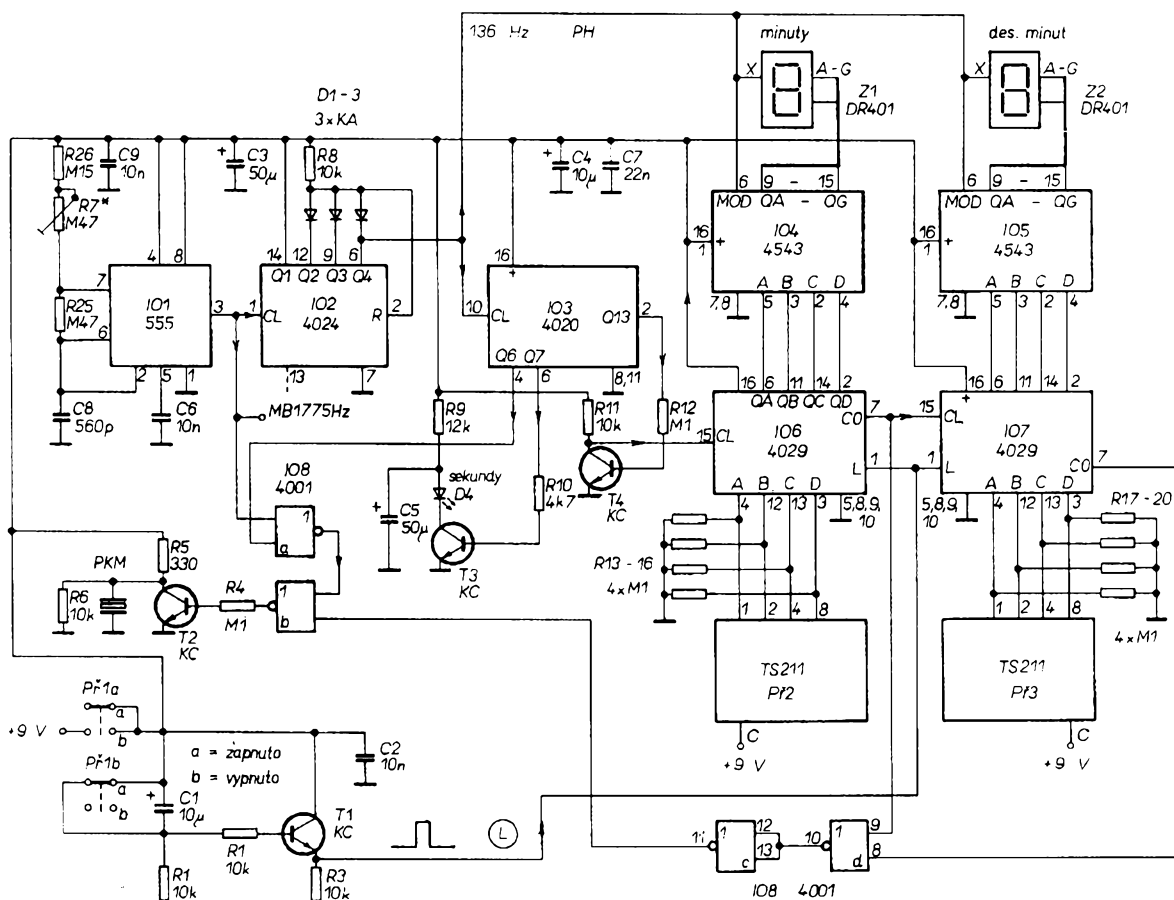 136 Hz PH
minuty
des. minut
X
A-G
Z1
DR401
X
A-G
Z2
DR401
D1-3
3×KA
R26
M15
C9
10n
+
C3
50µ
R8
10k
+
C4
10µ
C7
22n
R7*
M47
6
9
-
15
MOD
QA
-
QG
16
1
+
IO4
4543
A
B
C
D
7,8
5
3
2
4
6
9
-
15
MOD
QA
-
QG
16
1
+
IO5
4543
A
B
C
D
7,8
5
3
2
4
4
8
7
R25
M47
6
IO1
555
3
2
5
1
C8
560p
C6
10n
14
12
9
6
Q1
Q2
Q3
Q4
1
CL
IO2
4024
R
2
13
7
MB1775Hz
16
+
10
CL
IO3
4020
Q13
2
Q6
Q7
4
6
8,11
R9
12k
R11
10k
R12
M1
sekundy
D4
+
C5
50µ
T3
KC
R10
4k7
T4
KC
16
6
11
14
2
QA
QB
QC
QD
15
CL
IO6
4029
CO
7
L
1
A
B
C
D
4
12
13
3
5,8,9,
10
16
6
11
14
2
+
15
CL
IO7
4029
CO
7
1
L
A
B
C
D
4
12
13
3
5,8,9,
10
R17-20
4×M1
R13-16
4×M1
1
2
4
8
TS211
Př2
C
+9 V
1
2
4
8
TS211
Př3
C
+9 V
IO8
4001
1
a
1
b
R5
330
PKM
R6
10k
T2
KC
R4
M1
Př1a
a
b
+9 V
Př1b
a
b
a = zapnuto
b = vypnuto
C2
10n
+
C1
10µ
R1
10k
R1
10k
T1
KC
R3
10k
L
11
1
c
12
13
10
1
d
9
8
IO8 4001